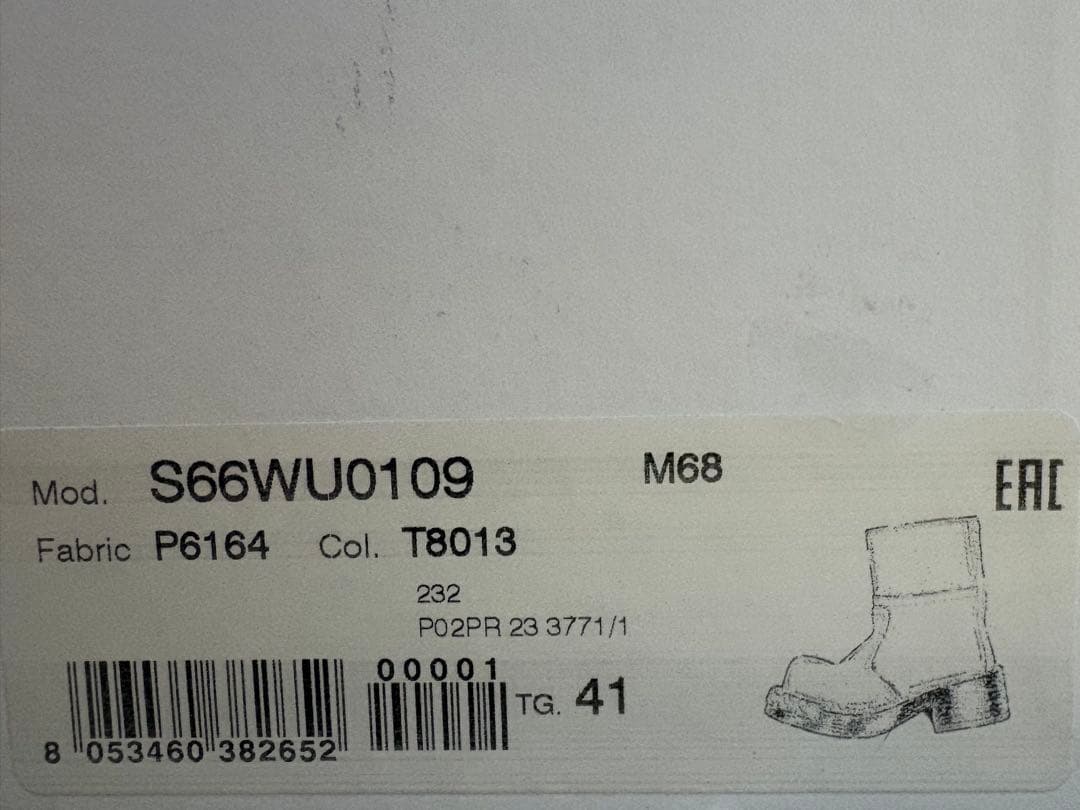 Mod. S66WU0109 M68 EAC
Fabric P6164 Col. T8013
232
P02PR 23 3771/1
00001
TG. 41
8 053460 382652